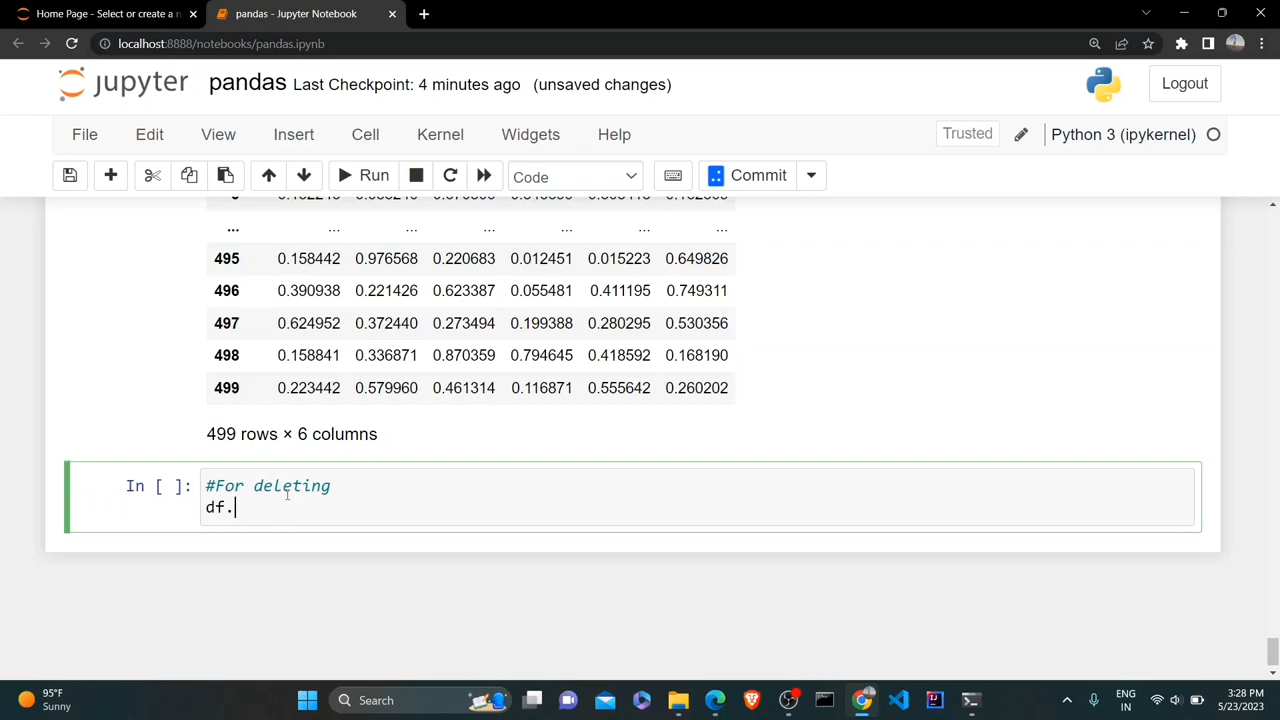 Home Page - Select or create a n
pandas - Jupyter Notebook
localhost:8888/notebooks/pandas.ipynb
jupyter pandas Last Checkpoint: 4 minutes ago (unsaved changes) Logout
File Edit View Insert Cell Kernel Widgets Help Trusted Python 3 (ipykernel)
Run Code Commit
... ... ... ... ... ... ...
495 0.158442 0.976568 0.220683 0.012451 0.015223 0.649826
496 0.390938 0.221426 0.623387 0.055481 0.411195 0.749311
497 0.624952 0.372440 0.273494 0.199388 0.280295 0.530356
498 0.158841 0.336871 0.870359 0.794645 0.418592 0.168190
499 0.223442 0.579960 0.461314 0.116871 0.555642 0.260202
499 rows × 6 columns
In [ ]: #For deleting
df.
95°F
Sunny
Search
ENG
IN
3:28 PM
5/23/2023